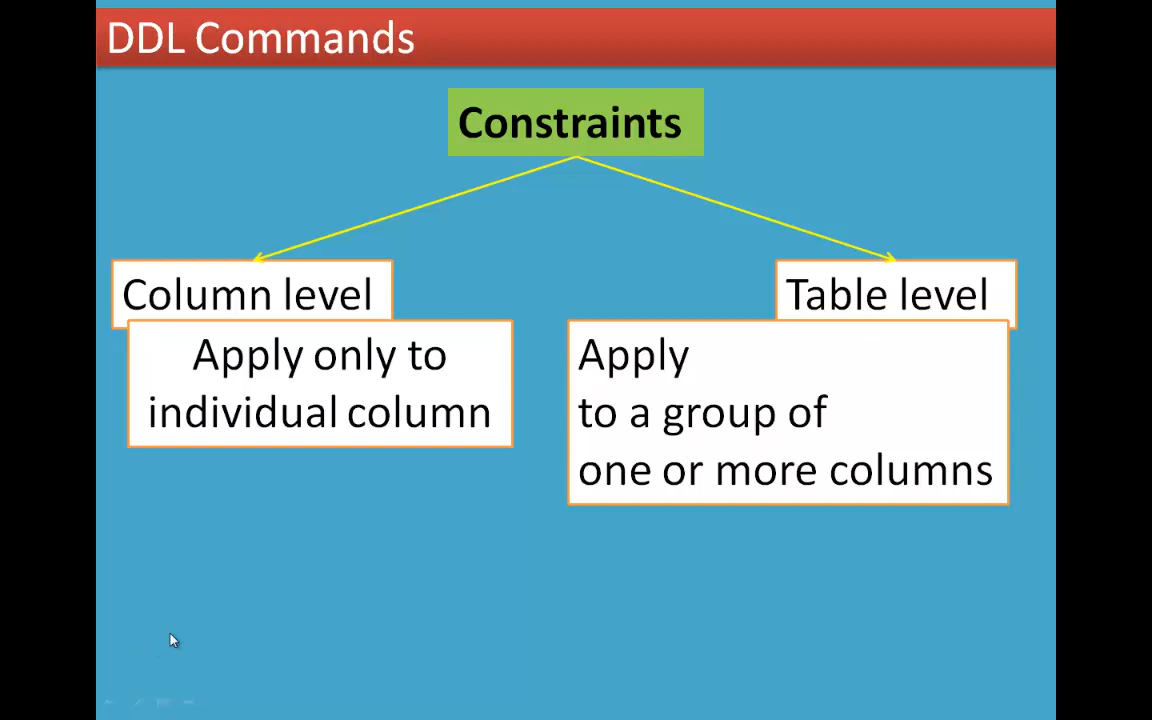 DDL Commands
Constraints
Column level
Apply only to
individual column
Table level
Apply
to a group of
one or more columns